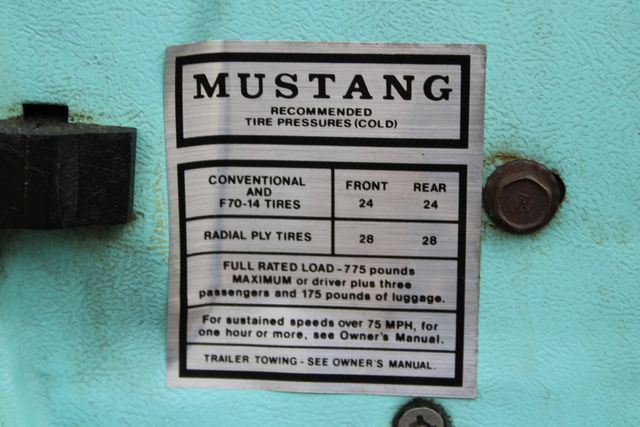 MUSTANG
RECOMMENDED
TIRE PRESSURES (COLD)
CONVENTIONAL
AND
F70-14 TIRES
FRONT REAR
24 24
RADIAL PLY TIRES 28 28
FULL RATED LOAD - 775 pounds
MAXIMUM or driver plus three
passengers and 175 pounds of luggage.
For sustained speeds over 75 MPH, for
one hour or more, see Owner's Manual.
TRAILER TOWING - SEE OWNER'S MANUAL.